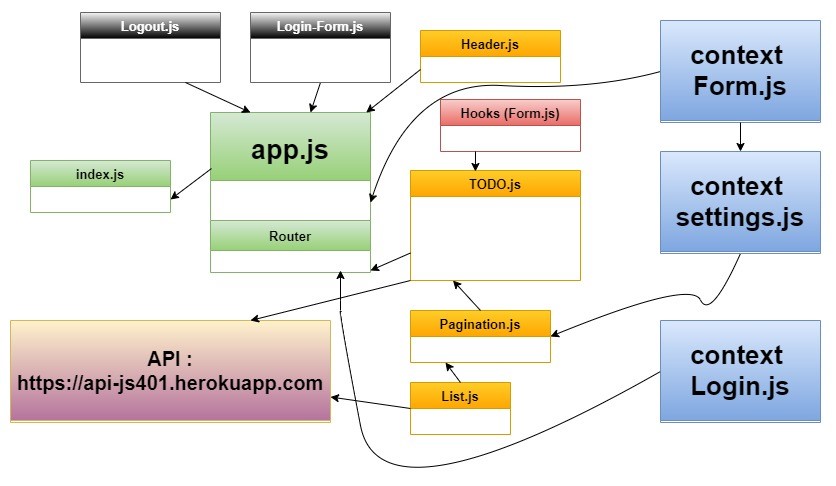 Logout.js
Login-Form.js
Header.js
context
Form.js
Hooks (Form.js)
app.js
index.js
TODO.js
context
settings.js
Router
Pagination.js
API :
https://api-js401.herokuapp.com
context
Login.js
List.js